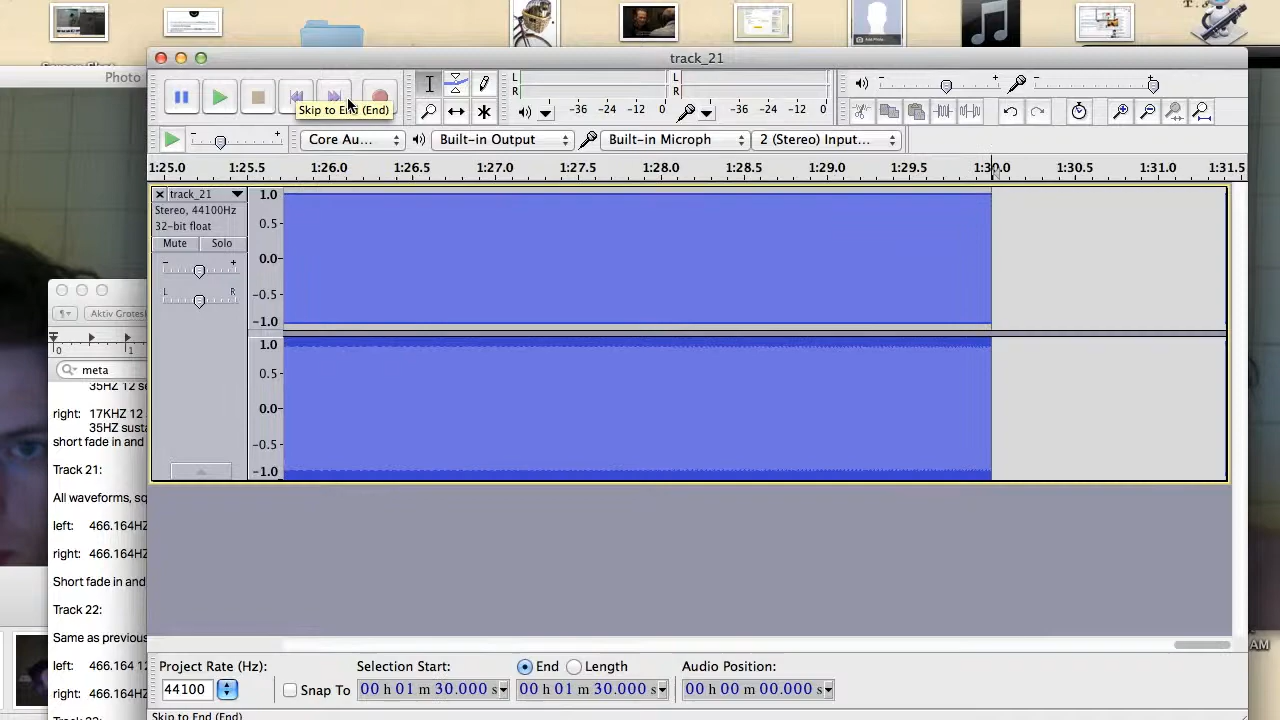 track_21
Photo
Skip to End (End)
L
R
-36 -24 -12 0
L
R
-36 -24 -12 0
Core Au...
Built-in Output
Built-in Microph
2 (Stereo) Input...
1:25.0 1:25.5 1:26.0 1:26.5 1:27.0 1:27.5 1:28.0 1:28.5 1:29.0 1:29.5 1:30.0 1:30.5 1:31.0 1:31.5
track_21
Stereo, 44100Hz
32-bit float
Mute Solo
- +
L R
1.0
0.5
0.0
-0.5
-1.0
1.0
0.5
0.0
-0.5
-1.0
Aktiv Grotes
0 1
meta
35HZ 12 s
right: 17KHZ 12
35HZ susta
short fade in and
Track 21:
All waveforms, sq
left: 466.164HZ
right: 466.164HZ
Short fade in and
Track 22:
Same as previous
left: 466.164 12
right: 466.164HZ
AM
Project Rate (Hz):
44100
Snap To
Selection Start:
00 h 01 m 30.000 s
End
Length
00 h 01 m 30.000 s
Audio Position:
00 h 00 m 00.000 s
Skip to End (End)